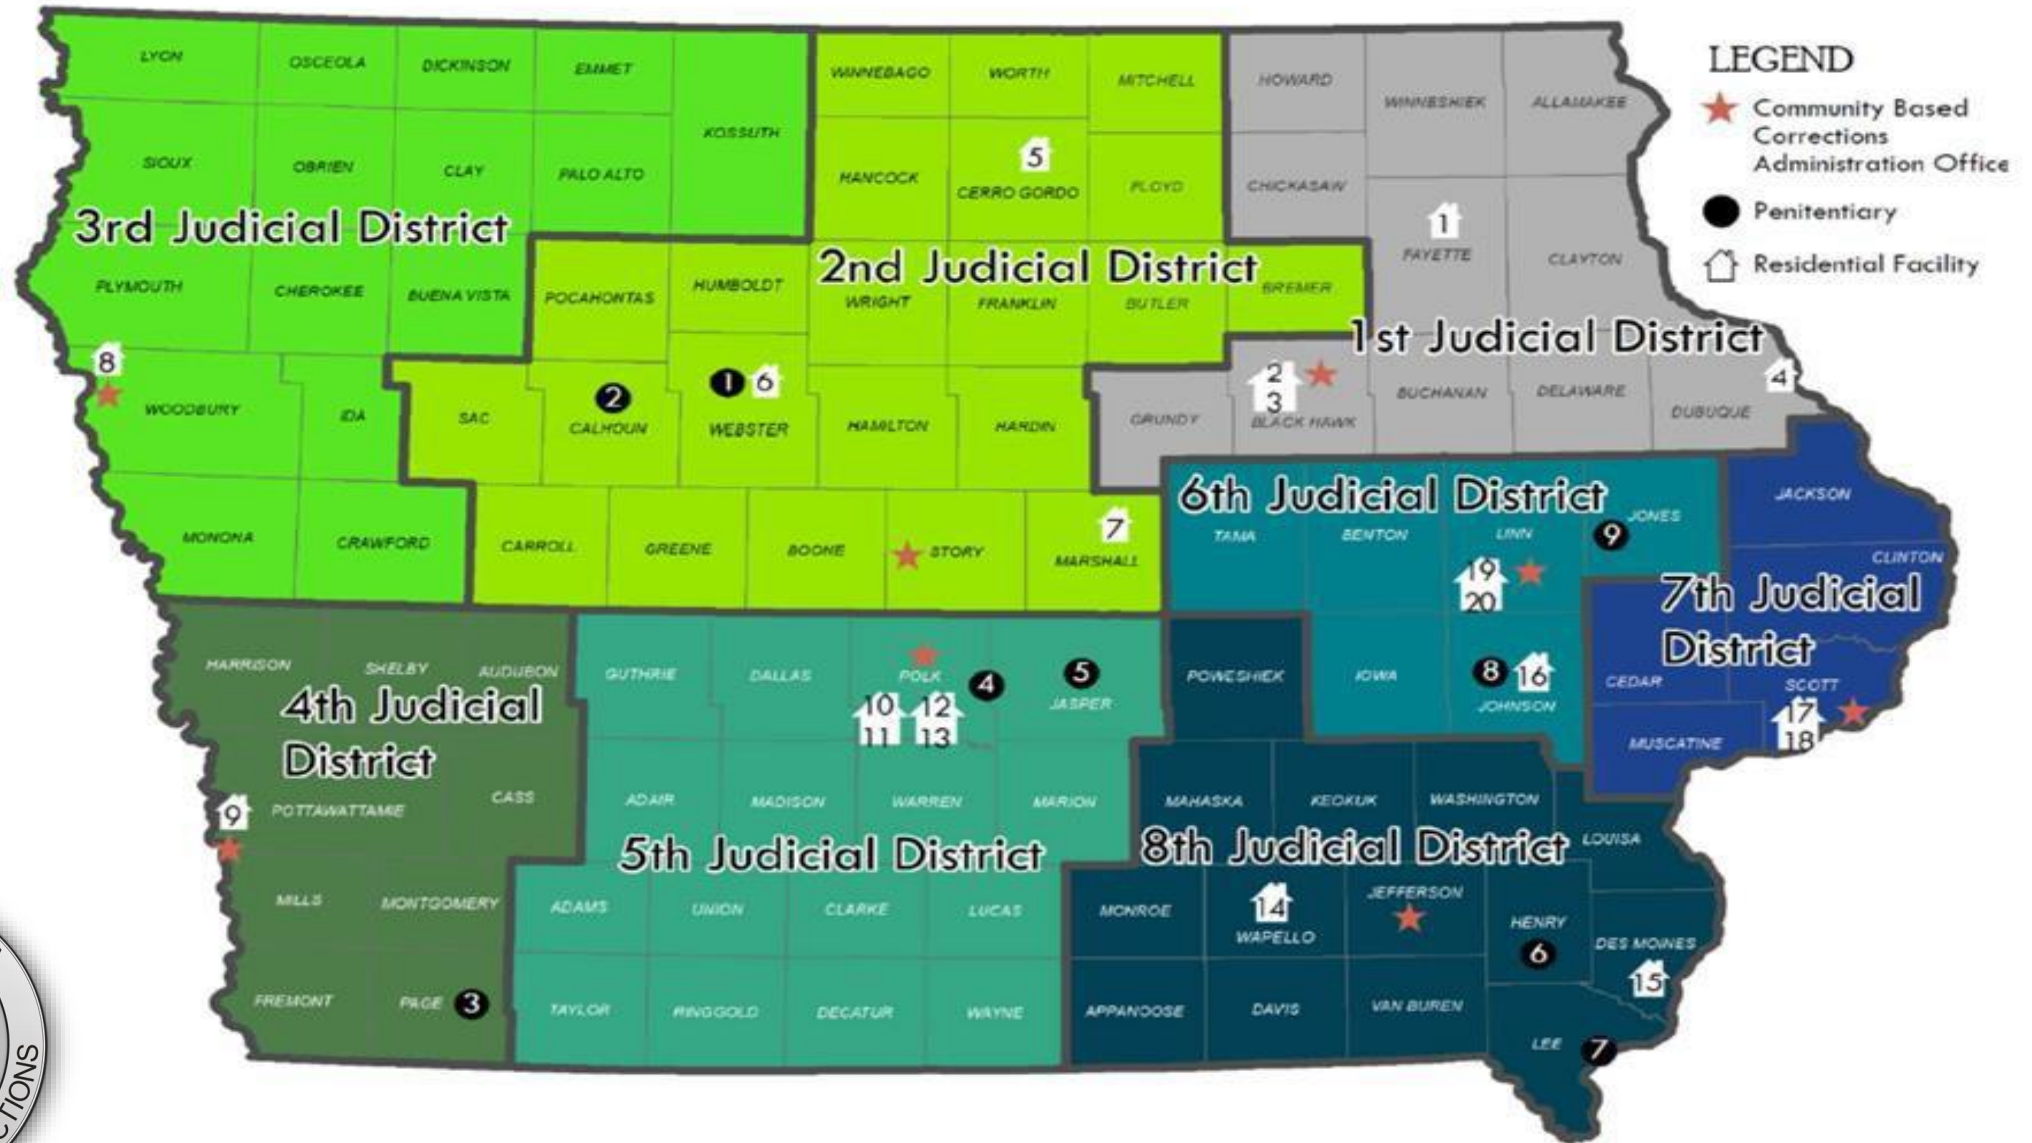 LYON
OSCEOLA
DICKINSON
EMMET
KOSSUTH
WINNEBAGO
WORTH
MITCHELL
HOWARD
WINNESHIEK
ALLAMAKEE
LEGEND
Community Based
Corrections
Administration Office
Penitentiary
Residential Facility
SIOUX
OBRIEN
CLAY
PALO ALTO
HANCOCK
5
CERRO GORDO
FLOYD
CHICKASAW
1
FAYETTE
CLAYTON
3rd Judicial District
2nd Judicial District
PLYMOUTH
CHEROKEE
BUENA VISTA
POCAHONTAS
HUMBOLDT
WRIGHT
FRANKLIN
BUTLER
BREMER
1st Judicial District
8
WOODBURY
IDA
SAC
2
CALHOUN
1 6
WEBSTER
HAMILTON
HARDIN
GRUNDY
2
3
BLACK HAWK
BUCHANAN
DELAWARE
4
DUBUQUE
MONONA
CRAWFORD
CARROLL
GREENE
BOONE
STORY
7
MARSHALL
6th Judicial District
TAMA
BENTON
LINN
19
20
9
JONES
JACKSON
CLINTON
7th Judicial
District
HARRISON
SHELBY
AUDUBON
4th Judicial
District
GUTHRIE
DALLAS
POLK
4
10 12
11 13
5
JASPER
POWESHIEK
IOWA
8 16
JOHNSON
CEDAR
SCOTT
17
18
MUSCATINE
9
POTTAWATTAMIE
CASS
ADAIR
MADISON
WARREN
MARION
MAHASKA
KEOKUK
WASHINGTON
LOUISA
5th Judicial District
8th Judicial District
MILLS
MONTGOMERY
ADAMS
UNION
CLARKE
LUCAS
MONROE
14
WAPELLO
JEFFERSON
HENRY
6
DES MOINES
15
FREMONT
PAGE 3
TAYLOR
RINGGOLD
DECATUR
WAYNE
APPANOOSE
DAVIS
VAN BUREN
LEE 7